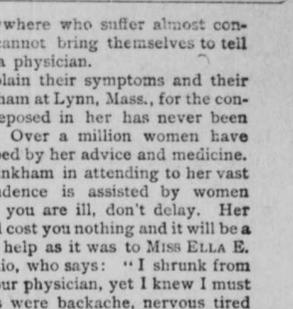 where who suffer almost con-
cannot bring themselves to tell
a physician.
plain their symptoms and their
ham at Lynn, Mass., for the con-
eposed in her has never been
Over a million women have
ped by her advice and medicine.
nkham in attending to her vast
ndence is assisted by women
you are ill, don't delay. Her
l cost you nothing and it will be a
help as it was to MISS ELLA E.
io, who says: "I shrunk from
our physician, yet I knew I must
s were backache, nervous tired